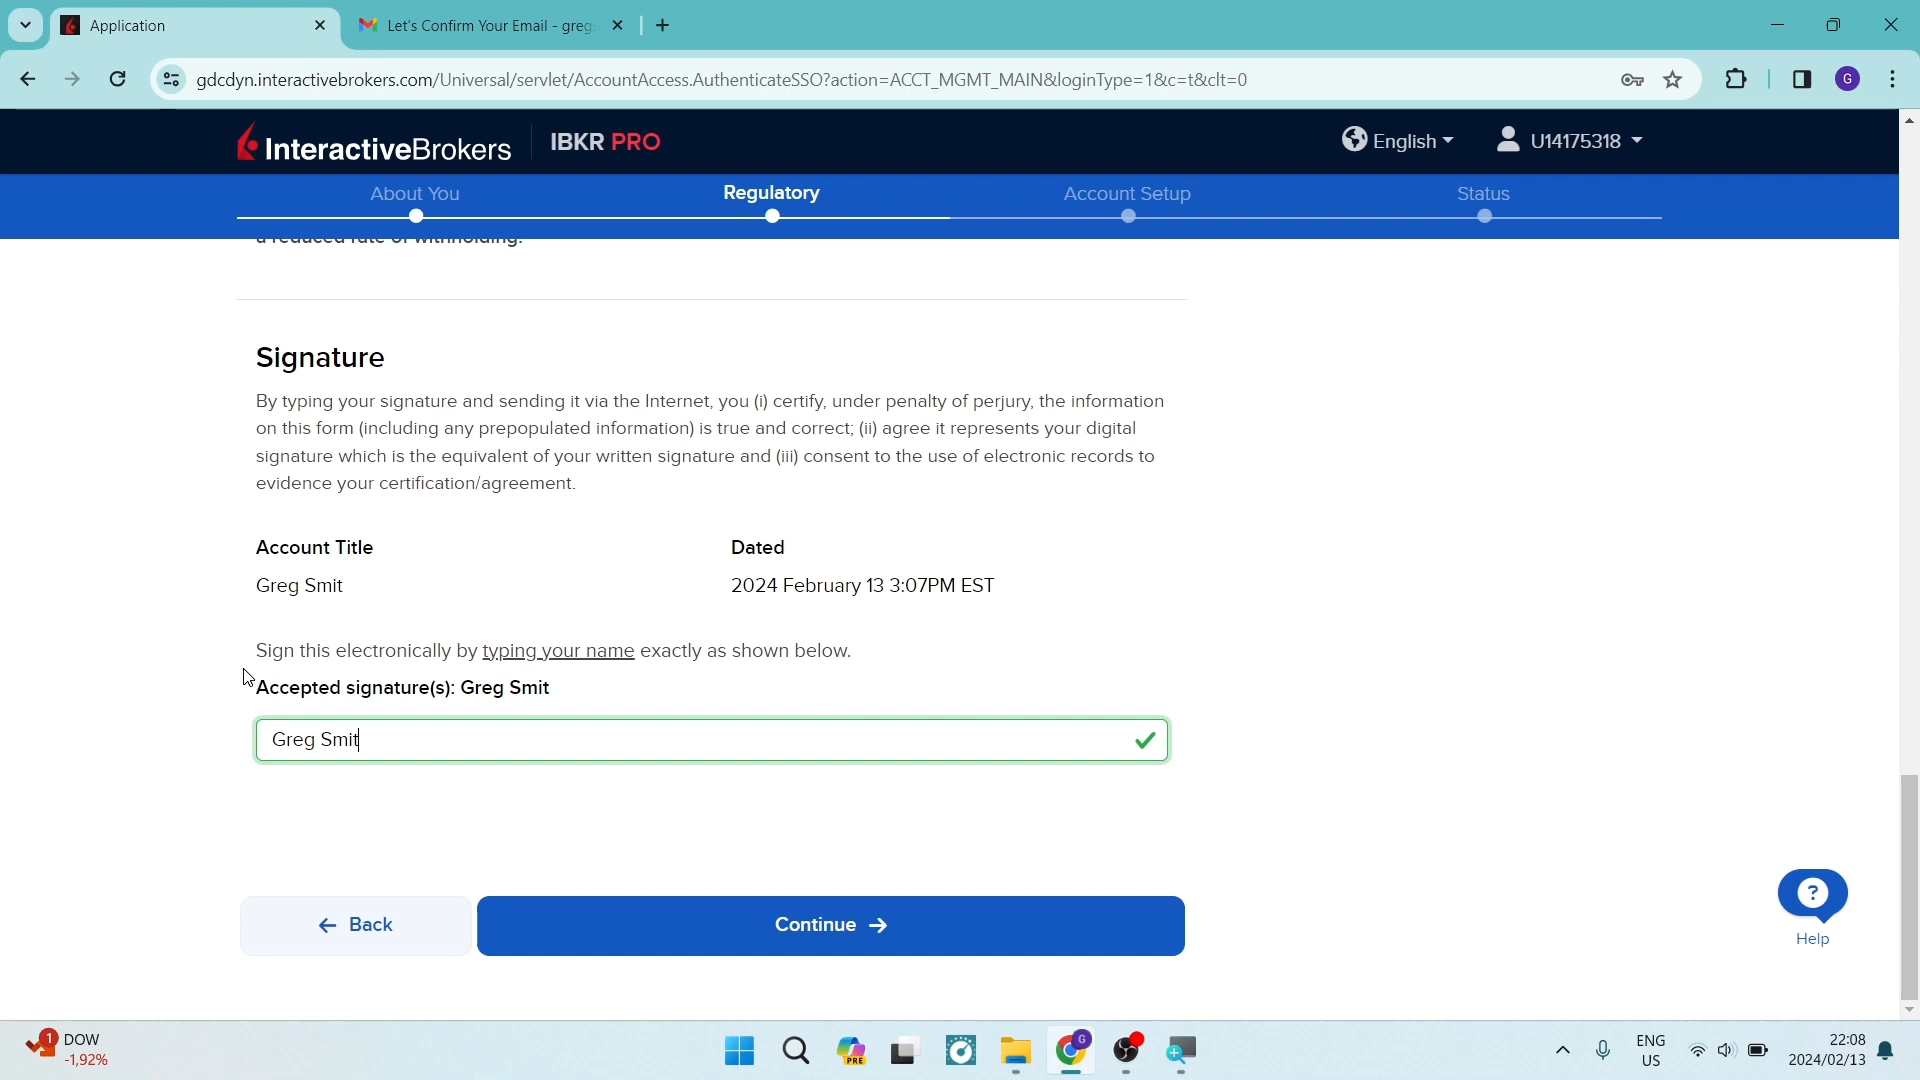 Application
Let's Confirm Your Email - greg
gdcdyn.interactivebrokers.com/Universal/servlet/AccountAccess.AuthenticateSSO?action=ACCT_MGMT_MAIN&loginType=1&c=t&clt=0
G
InteractiveBrokers
IBKR PRO
English
U14175318
About You
Regulatory
Account Setup
Status
a reduced rate of withholding.
Signature
By typing your signature and sending it via the Internet, you (i) certify, under penalty of perjury, the information
on this form (including any prepopulated information) is true and correct; (ii) agree it represents your digital
signature which is the equivalent of your written signature and (iii) consent to the use of electronic records to
evidence your certification/agreement.
Account Title
Dated
Greg Smit
2024 February 13 3:07PM EST
Sign this electronically by typing your name exactly as shown below.
Accepted signature(s): Greg Smit
Greg Smit
← Back
Continue →
?
Help
1
DOW
-1,92%
PRE
G
ENG
US
22:08
2024/02/13